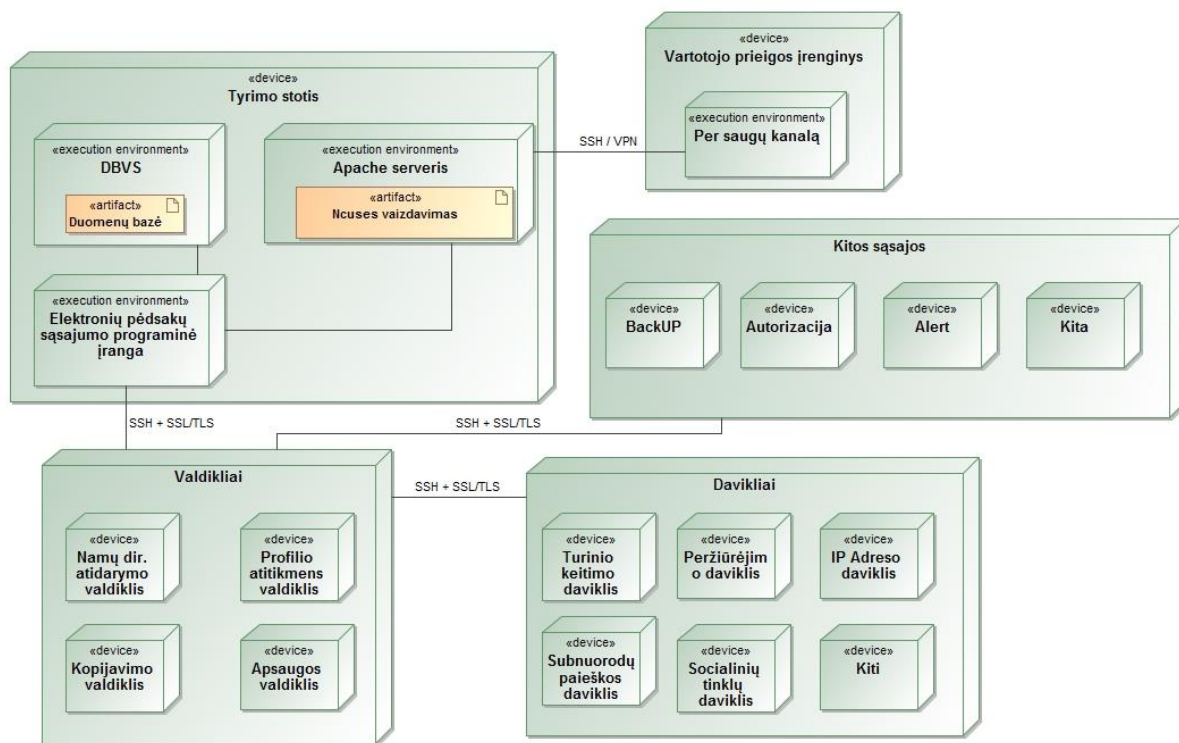 «device»
Tyrimo stotis
«execution environment»
DBVS
«artifact»
Duomenų bazė
«execution environment»
Apache serveris
«artifact»
Ncuses vaizdavimas
«execution environment»
Elektronių pėdsakų
sąsajumo programinė
įranga
SSH / VPN
«device»
Vartotojo prieigos įrenginys
«execution environment»
Per saugų kanalą
Kitos sąsajos
«device»
BackUP
«device»
Autorizacija
«device»
Alert
«device»
Kita
SSH + SSL/TLS
SSH + SSL/TLS
Valdikliai
«device»
Namų dir.
atidarymo
valdiklis
«device»
Profilio
atitikmens
valdiklis
«device»
Kopijavimo
valdiklis
«device»
Apsaugos
valdiklis
SSH + SSL/TLS
Davikliai
«device»
Turinio
keitimo
daviklis
«device»
Peržiūrėjim
o daviklis
«device»
IP Adreso
daviklis
«device»
Subnuorodų
paieškos
daviklis
«device»
Socialinių
tinklų
daviklis
«device»
Kiti